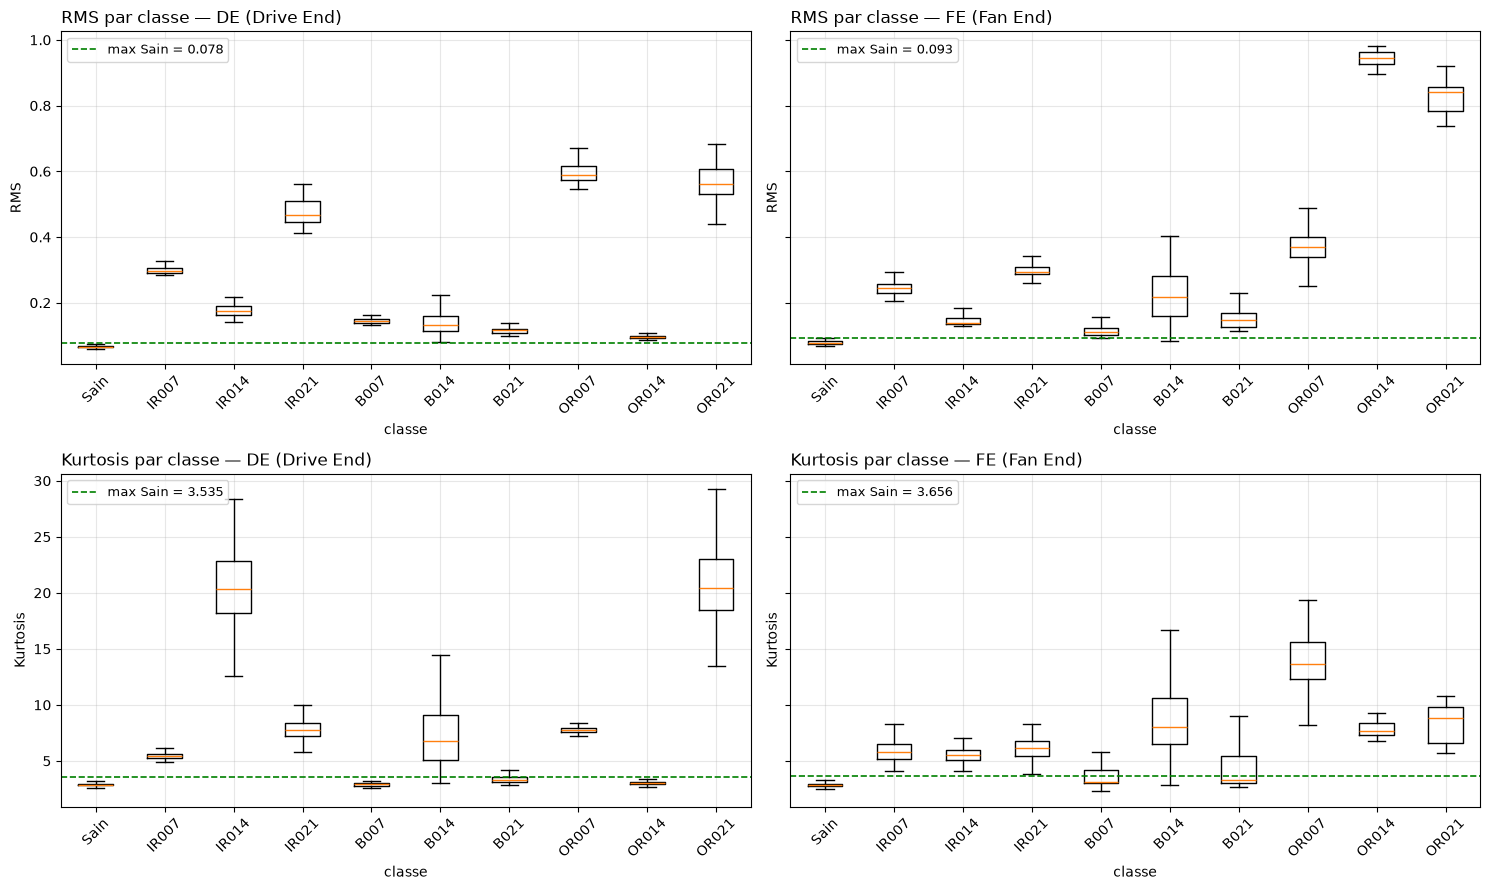 RMS par classe — DE (Drive End)
max Sain = 0.078
RMS
1.0
0.8
0.6
0.4
0.2
Sain
IR007
IR014
IR021
B007
B014
B021
OR007
OR014
OR021
classe
RMS par classe — FE (Fan End)
max Sain = 0.093
RMS
Sain
IR007
IR014
IR021
B007
B014
B021
OR007
OR014
OR021
classe
Kurtosis par classe — DE (Drive End)
max Sain = 3.535
Kurtosis
30
25
20
15
10
5
Sain
IR007
IR014
IR021
B007
B014
B021
OR007
OR014
OR021
classe
Kurtosis par classe — FE (Fan End)
max Sain = 3.656
Kurtosis
Sain
IR007
IR014
IR021
B007
B014
B021
OR007
OR014
OR021
classe